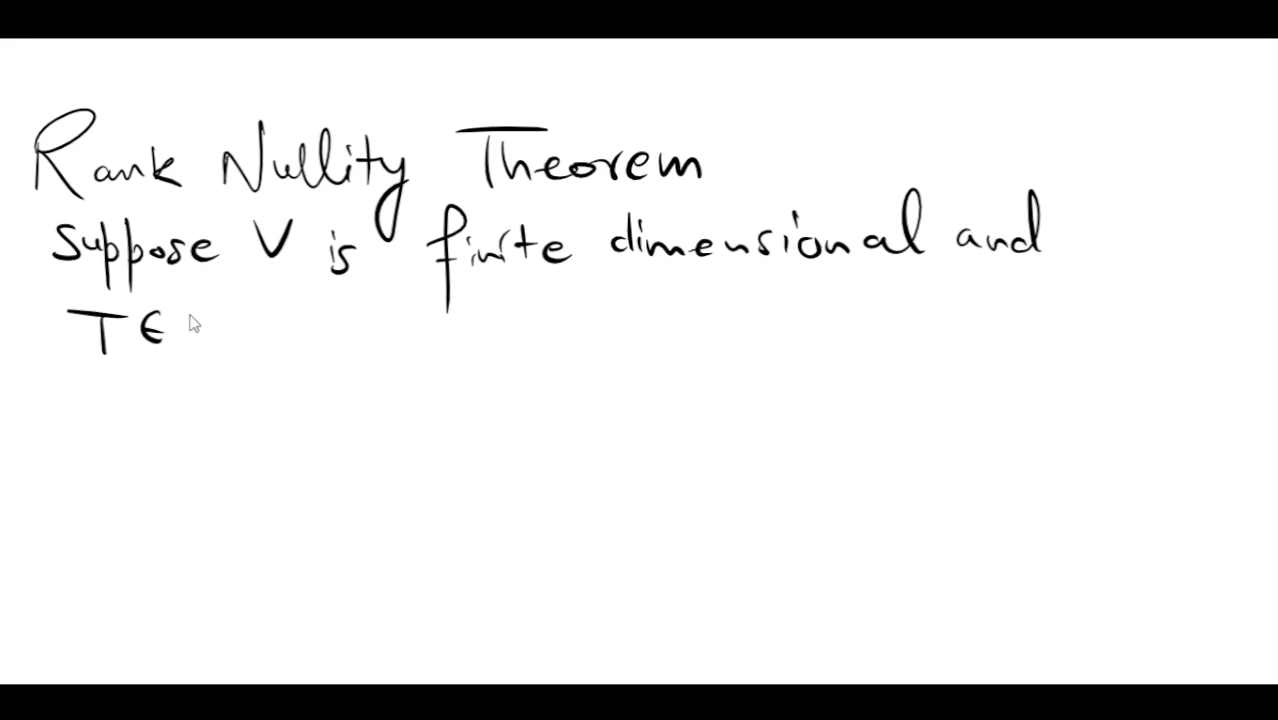 Rank Nullity Theorem
Suppose V is finite dimensional and
T ∈